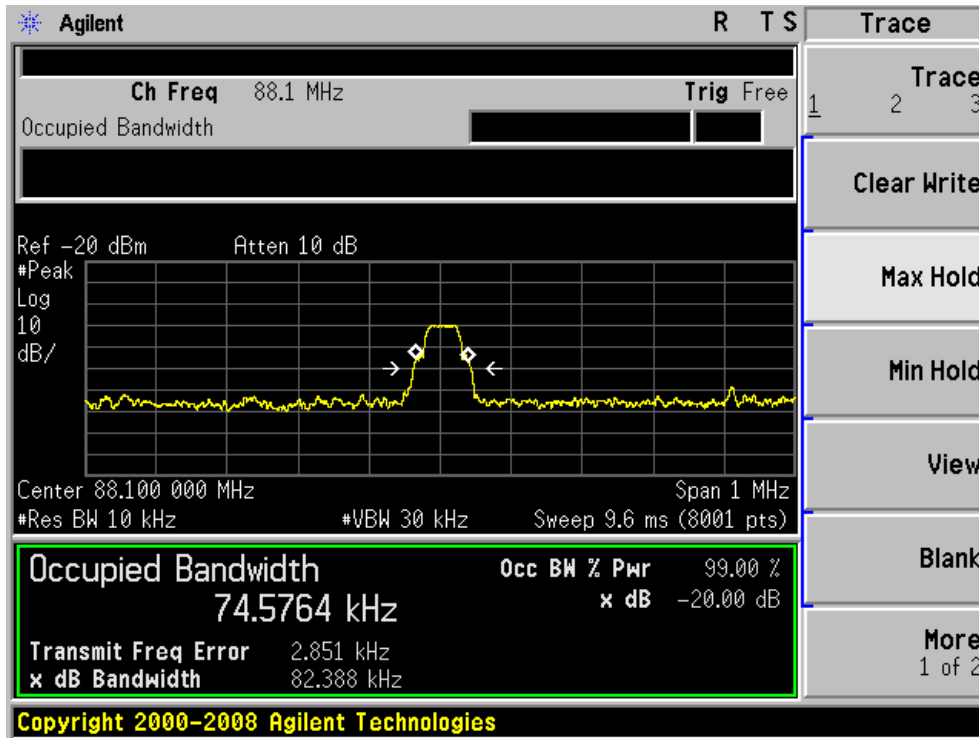 Agilent R T S Trace
Ch Freq 88.1 MHz Trig Free
Occupied Bandwidth
Trace
1 2 3
Clear Write
Ref -20 dBm Atten 10 dB
#Peak
Log
10
dB/
Max Hold
Min Hold
View
Center 88.100 000 MHz Span 1 MHz
#Res BW 10 kHz #VBW 30 kHz Sweep 9.6 ms (8001 pts)
Blank
Occupied Bandwidth Occ BW % Pwr 99.00 %
74.5764 kHz x dB -20.00 dB
Transmit Freq Error 2.851 kHz
x dB Bandwidth 82.388 kHz
More
1 of 2
Copyright 2000-2008 Agilent Technologies